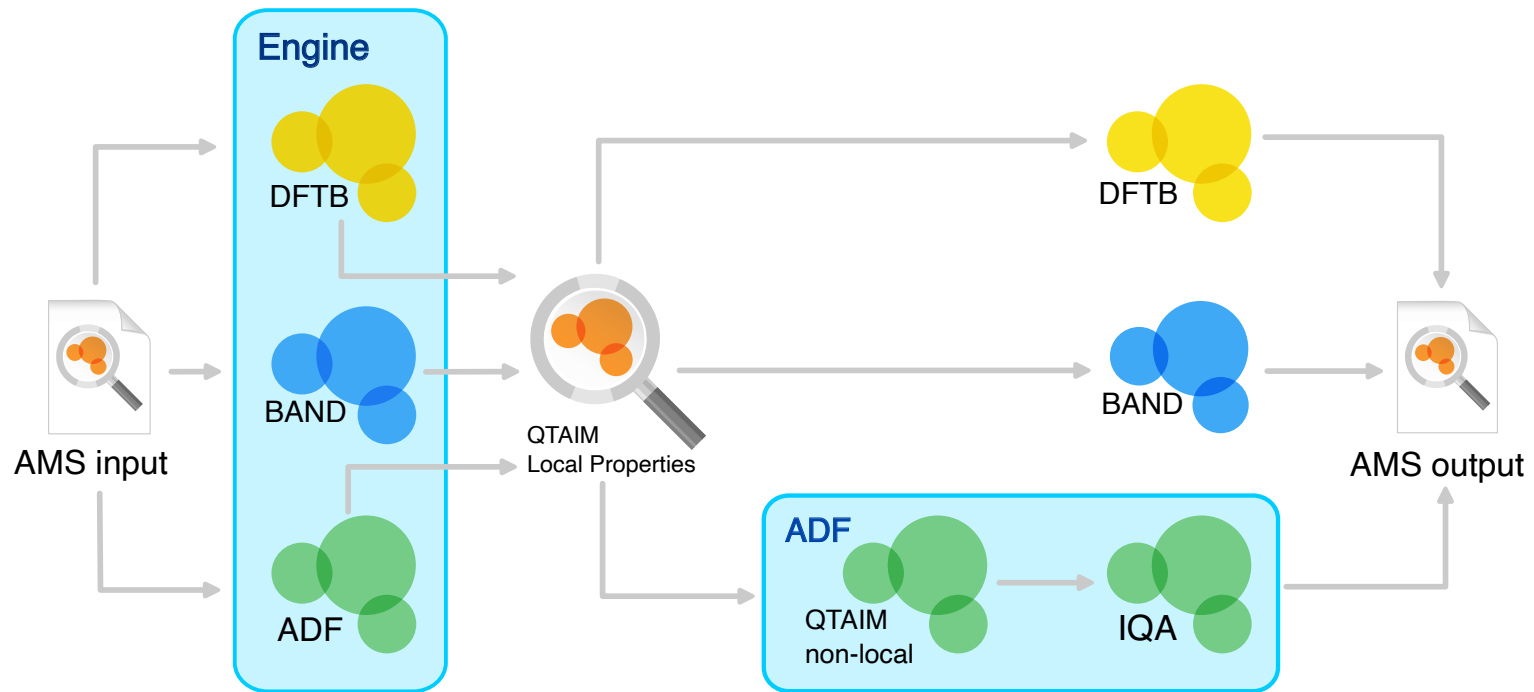 Engine
DFTB
DFTB
BAND
BAND
QTAIM
Local Properties
AMS input
AMS output
ADF
ADF
QTAIM
non-local
IQA